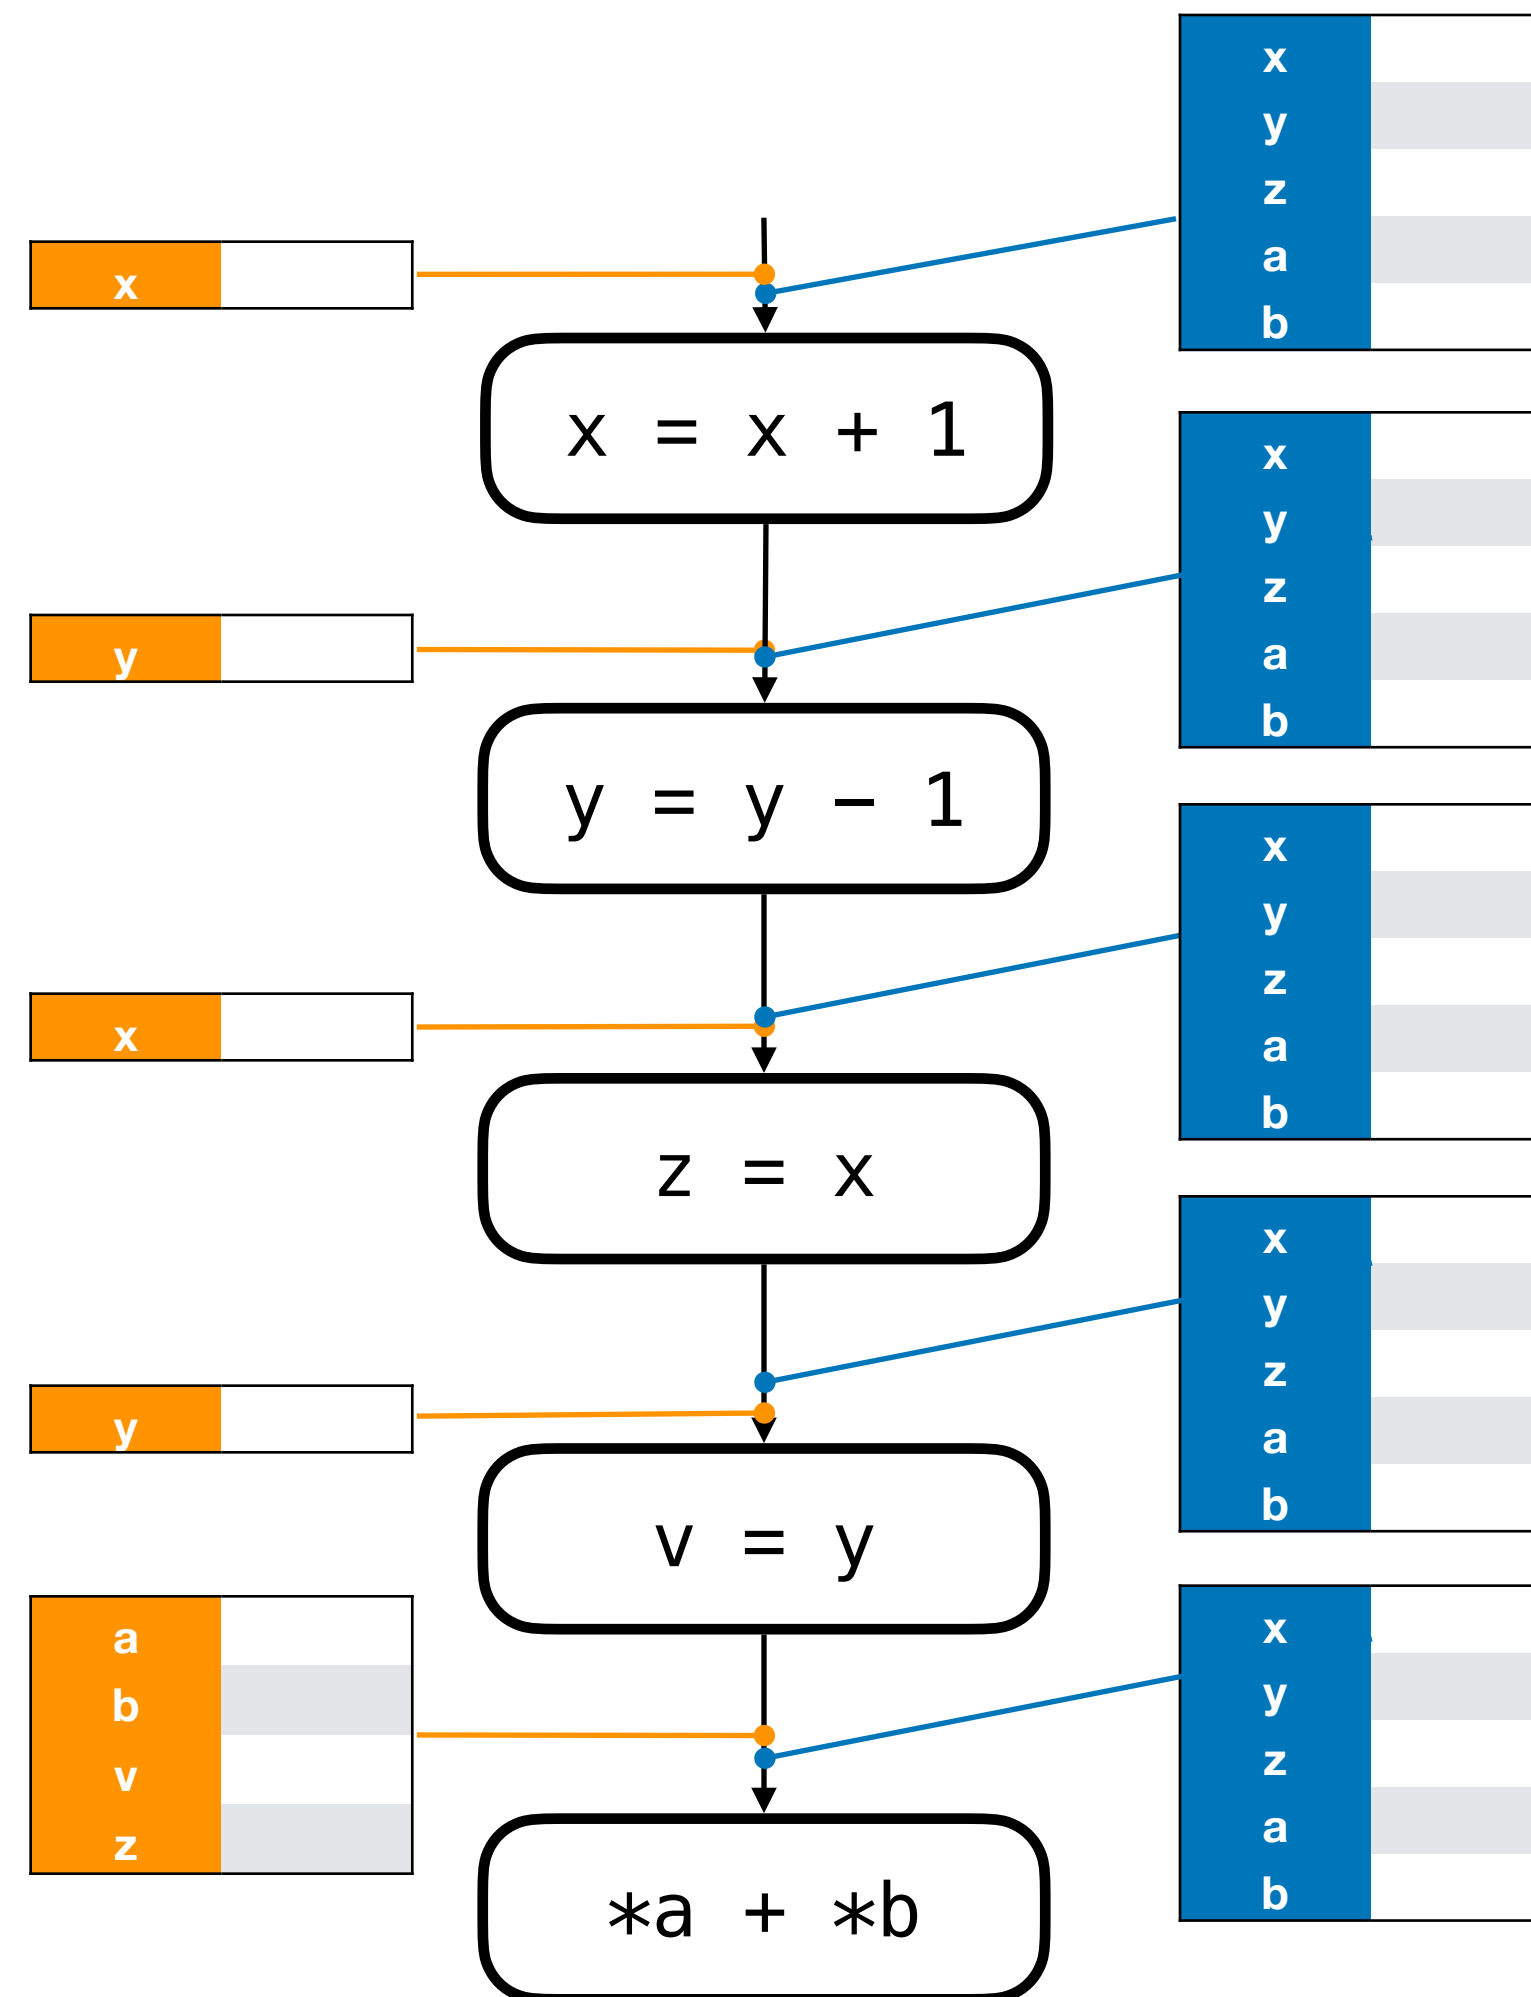 x
y
z
a
b
x
x = x + 1
x
y
z
a
b
y
y = y − 1
x
y
z
a
b
x
z = x
x
y
z
a
b
y
v = y
a
b
v
z
x
y
z
a
b
*a + *b